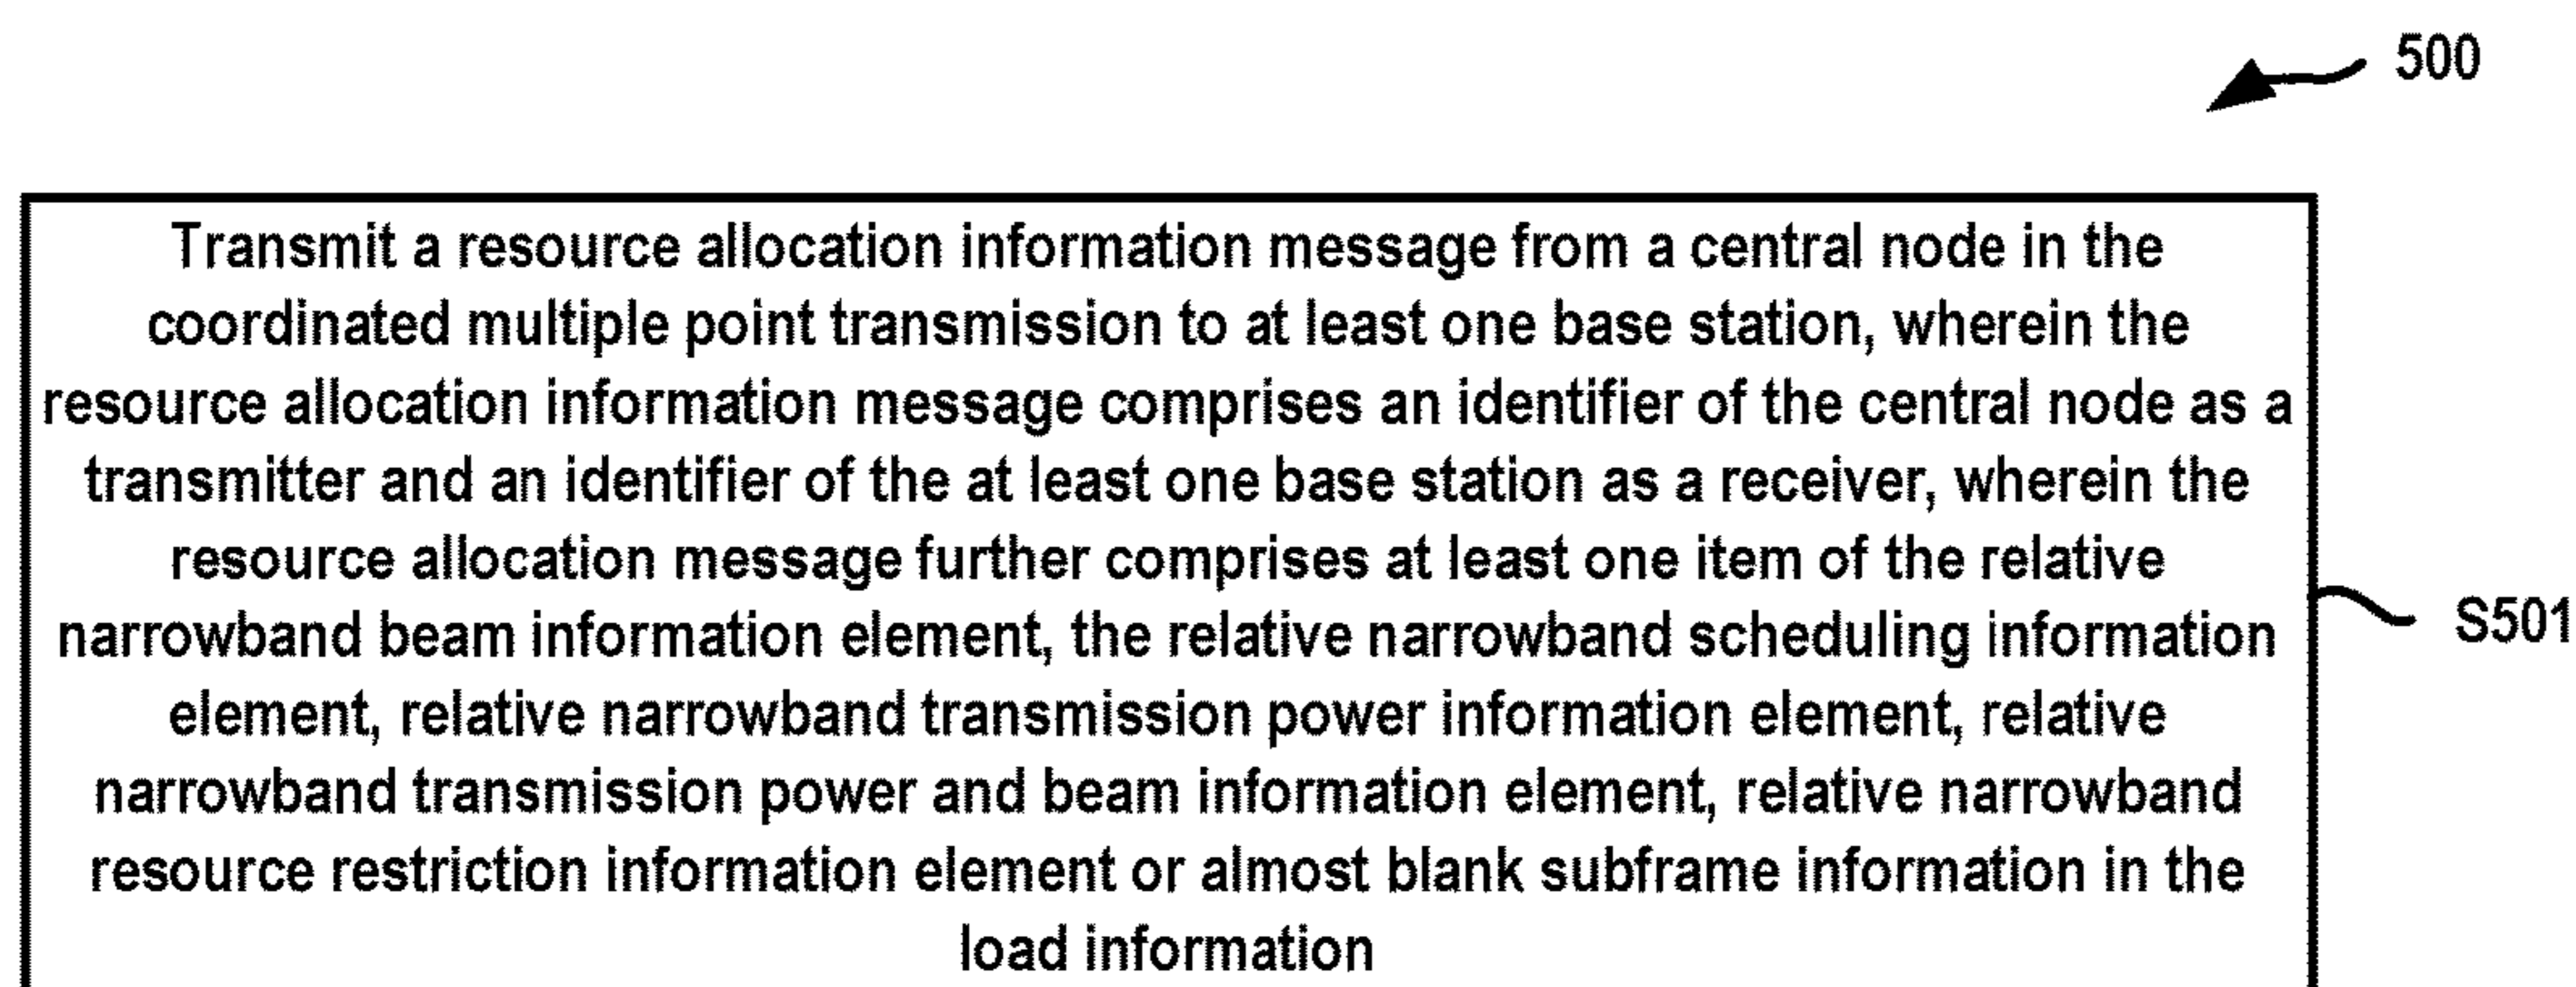 500
Transmit a resource allocation information message from a central node in the
coordinated multiple point transmission to at least one base station, wherein the
resource allocation information message comprises an identifier of the central node as a
transmitter and an identifier of the at least one base station as a receiver, wherein the
resource allocation message further comprises at least one item of the relative
narrowband beam information element, the relative narrowband scheduling information
element, relative narrowband transmission power information element, relative
narrowband transmission power and beam information element, relative narrowband
resource restriction information element or almost blank subframe information in the
load information
S501